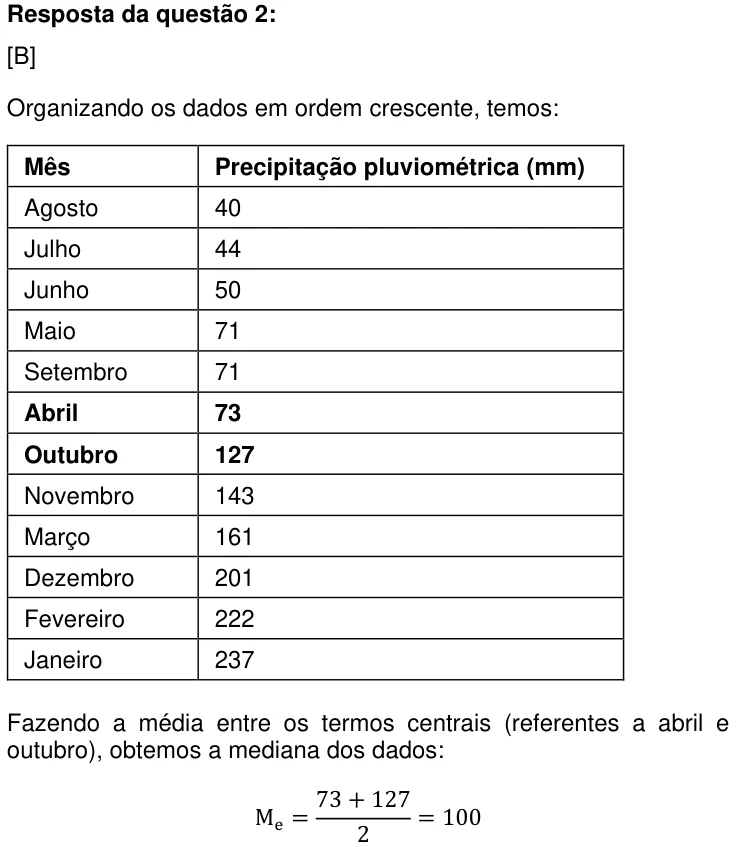 Resposta da questão 2:
[B]
Organizando os dados em ordem crescente, temos:
Mês Precipitação pluviométrica (mm)
Agosto 40
Julho 44
Junho 50
Maio 71
Setembro 71
Abril 73
Outubro 127
Novembro 143
Março 161
Dezembro 201
Fevereiro 222
Janeiro 237
Fazendo a média entre os termos centrais (referentes a abril e
outubro), obtemos a mediana dos dados:
Me = (73 + 127)/2 = 100